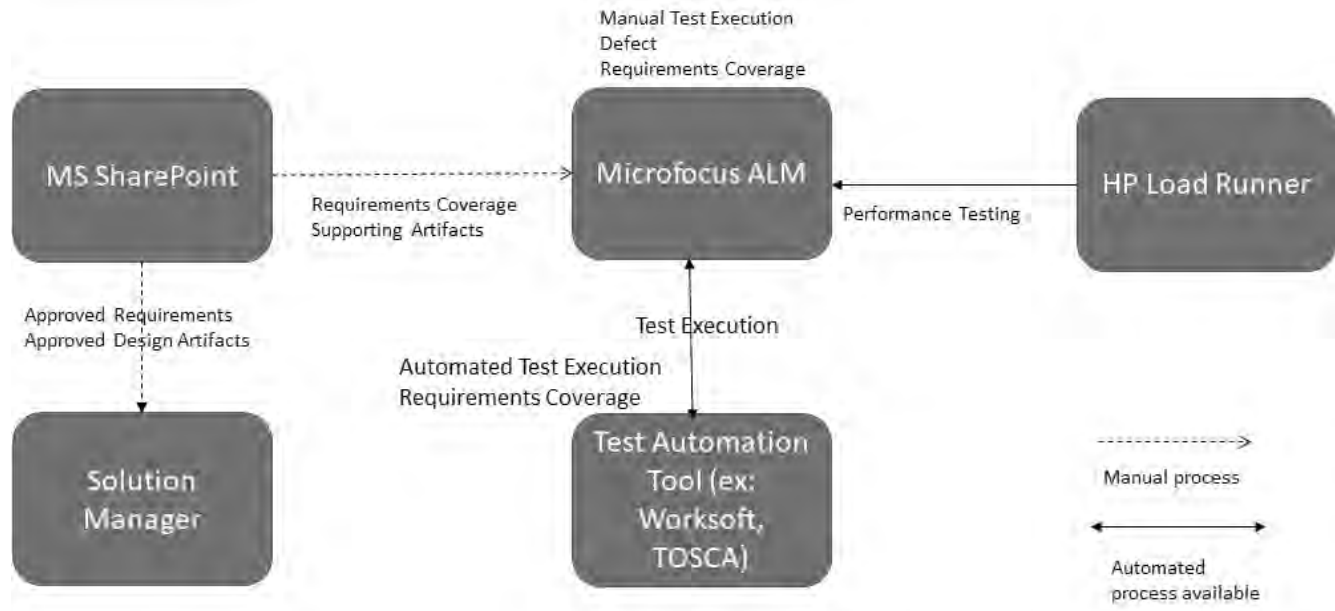 Manual Test Execution
Defect
Requirements Coverage
MS SharePoint
Microfocus ALM
HP Load Runner
Requirements Coverage
Supporting Artifacts
Performance Testing
Approved Requirements
Approved Design Artifacts
Test Execution
Automated Test Execution
Requirements Coverage
Solution
Manager
Test Automation
Tool (ex:
Worksoft,
TOSCA)
Manual process
Automated
process available